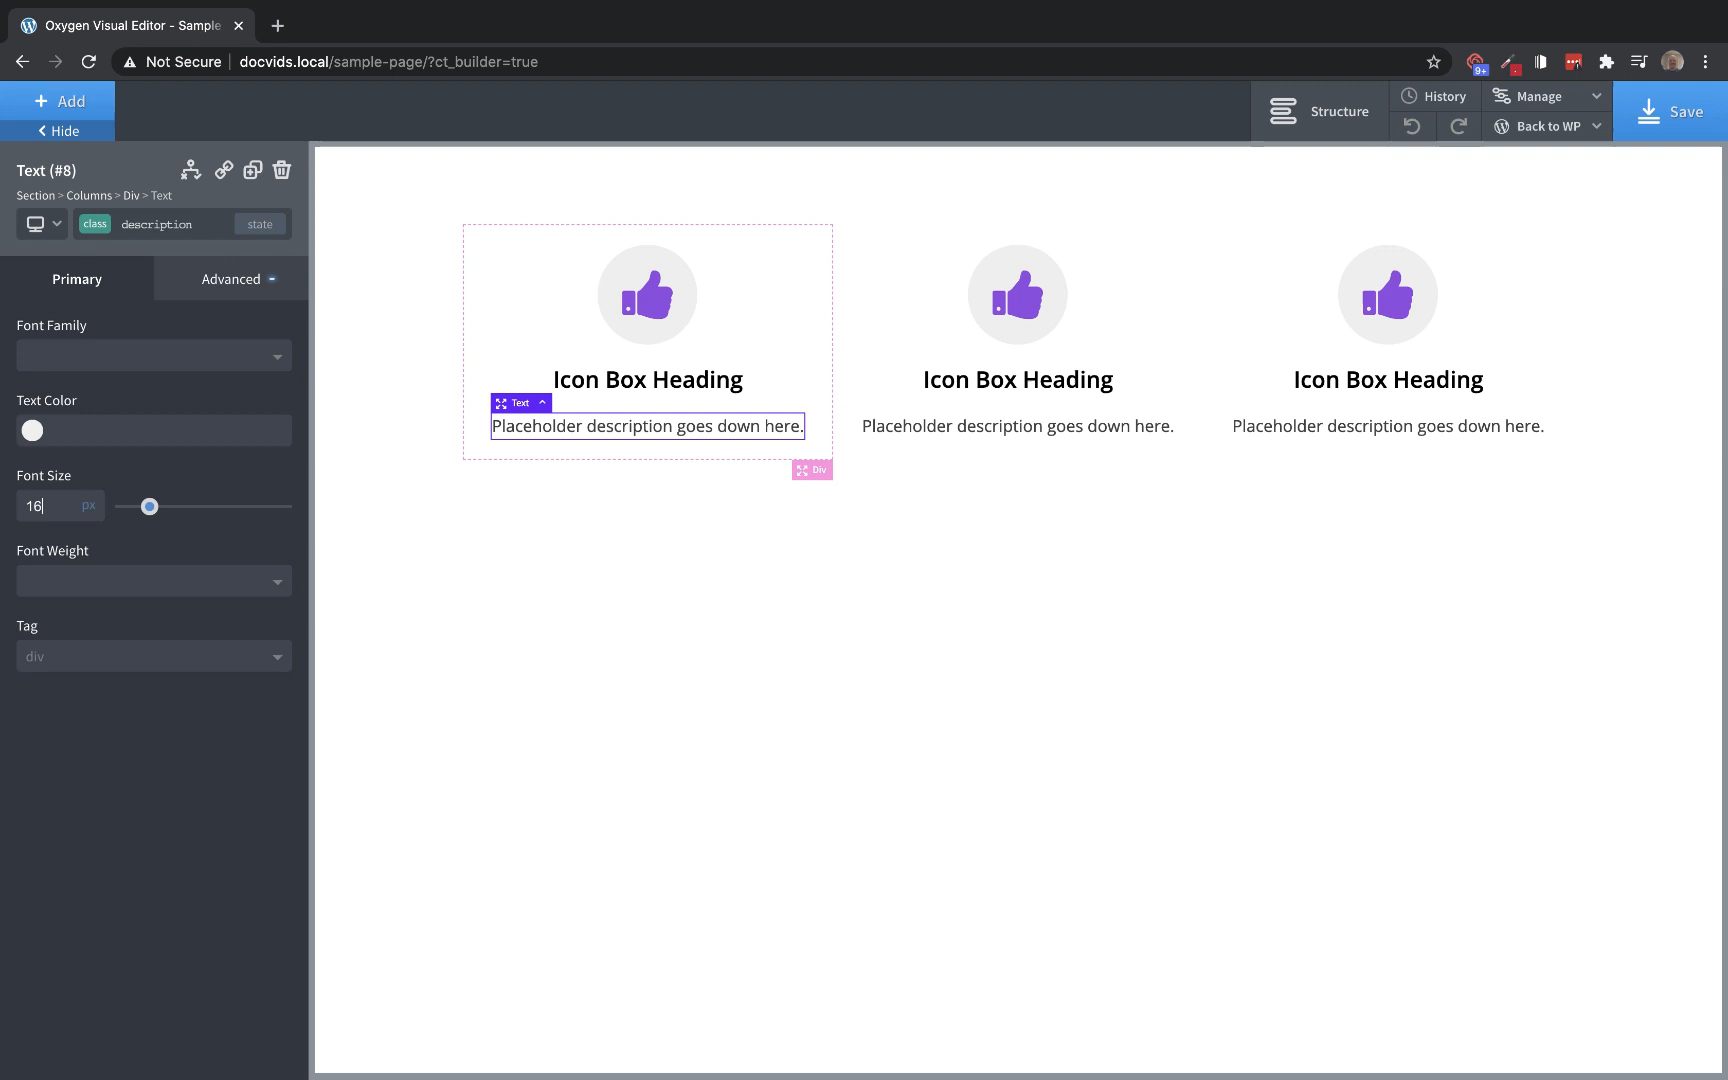 Oxygen Visual Editor - Sample
Not Secure docvids.local/sample-page/?ct_builder=true
9+
+ Add
Hide
Structure
History
Manage
Back to WP
Save
Text (#8)
Section > Columns > Div > Text
class description state
Primary
Advanced
Font Family
Text Color
Font Size
16 px
Font Weight
Tag
div
Icon Box Heading
Icon Box Heading
Icon Box Heading
Text
Placeholder description goes down here.
Placeholder description goes down here.
Placeholder description goes down here.
Div